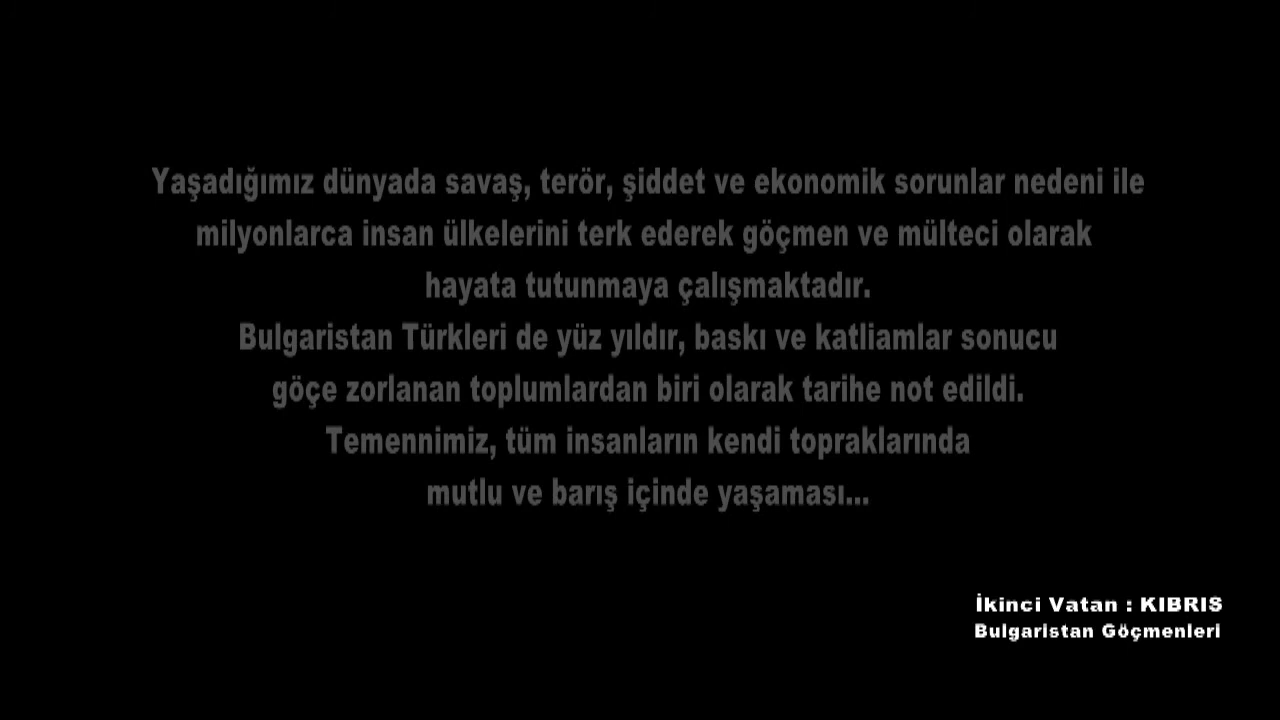 Yaşadığımız dünyada savaş, terör, şiddet ve ekonomik sorunlar nedeni ile
milyonlarca insan ülkelerini terk ederek göçmen ve mülteci olarak
hayata tutunmaya çalışmaktadır.
Bulgaristan Türkleri de yüz yıldır, baskı ve katliamlar sonucu
göçe zorlanan toplumlardan biri olarak tarihe not edildi.
Temennimiz, tüm insanların kendi topraklarında
mutlu ve barış içinde yaşaması...
İkinci Vatan : KIBRIS
Bulgaristan Göçmenleri